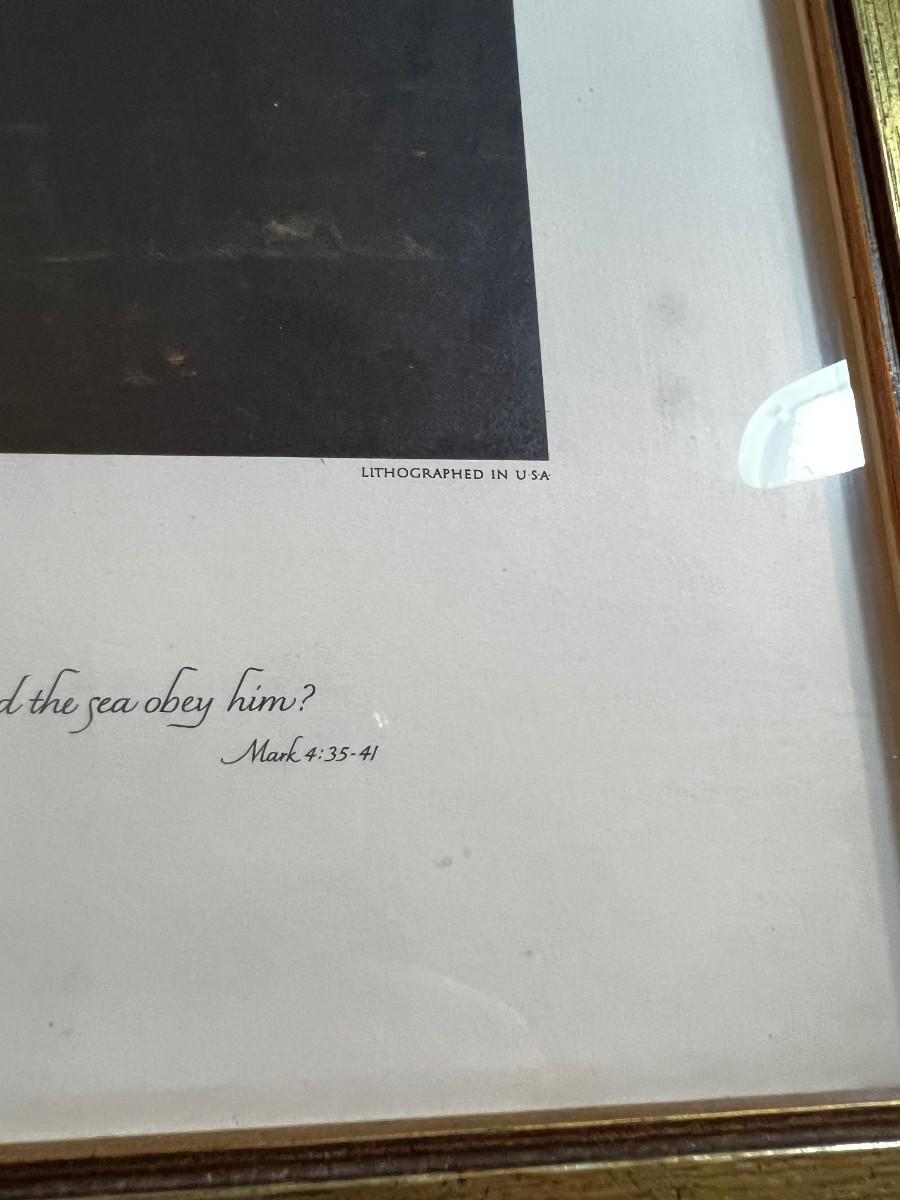 LITHOGRAPHED IN U·S·A·
d the sea obey him?
Mark 4:35-41